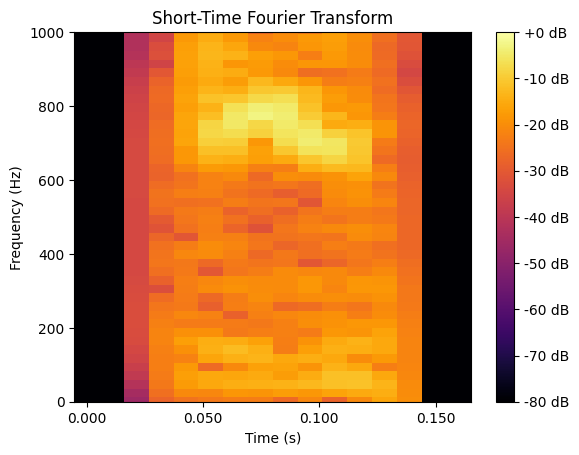 Short-Time Fourier Transform
Frequency (Hz)
1000
800
600
400
200
0
0.000
0.050
0.100
0.150
Time (s)
+0 dB
-10 dB
-20 dB
-30 dB
-40 dB
-50 dB
-60 dB
-70 dB
-80 dB